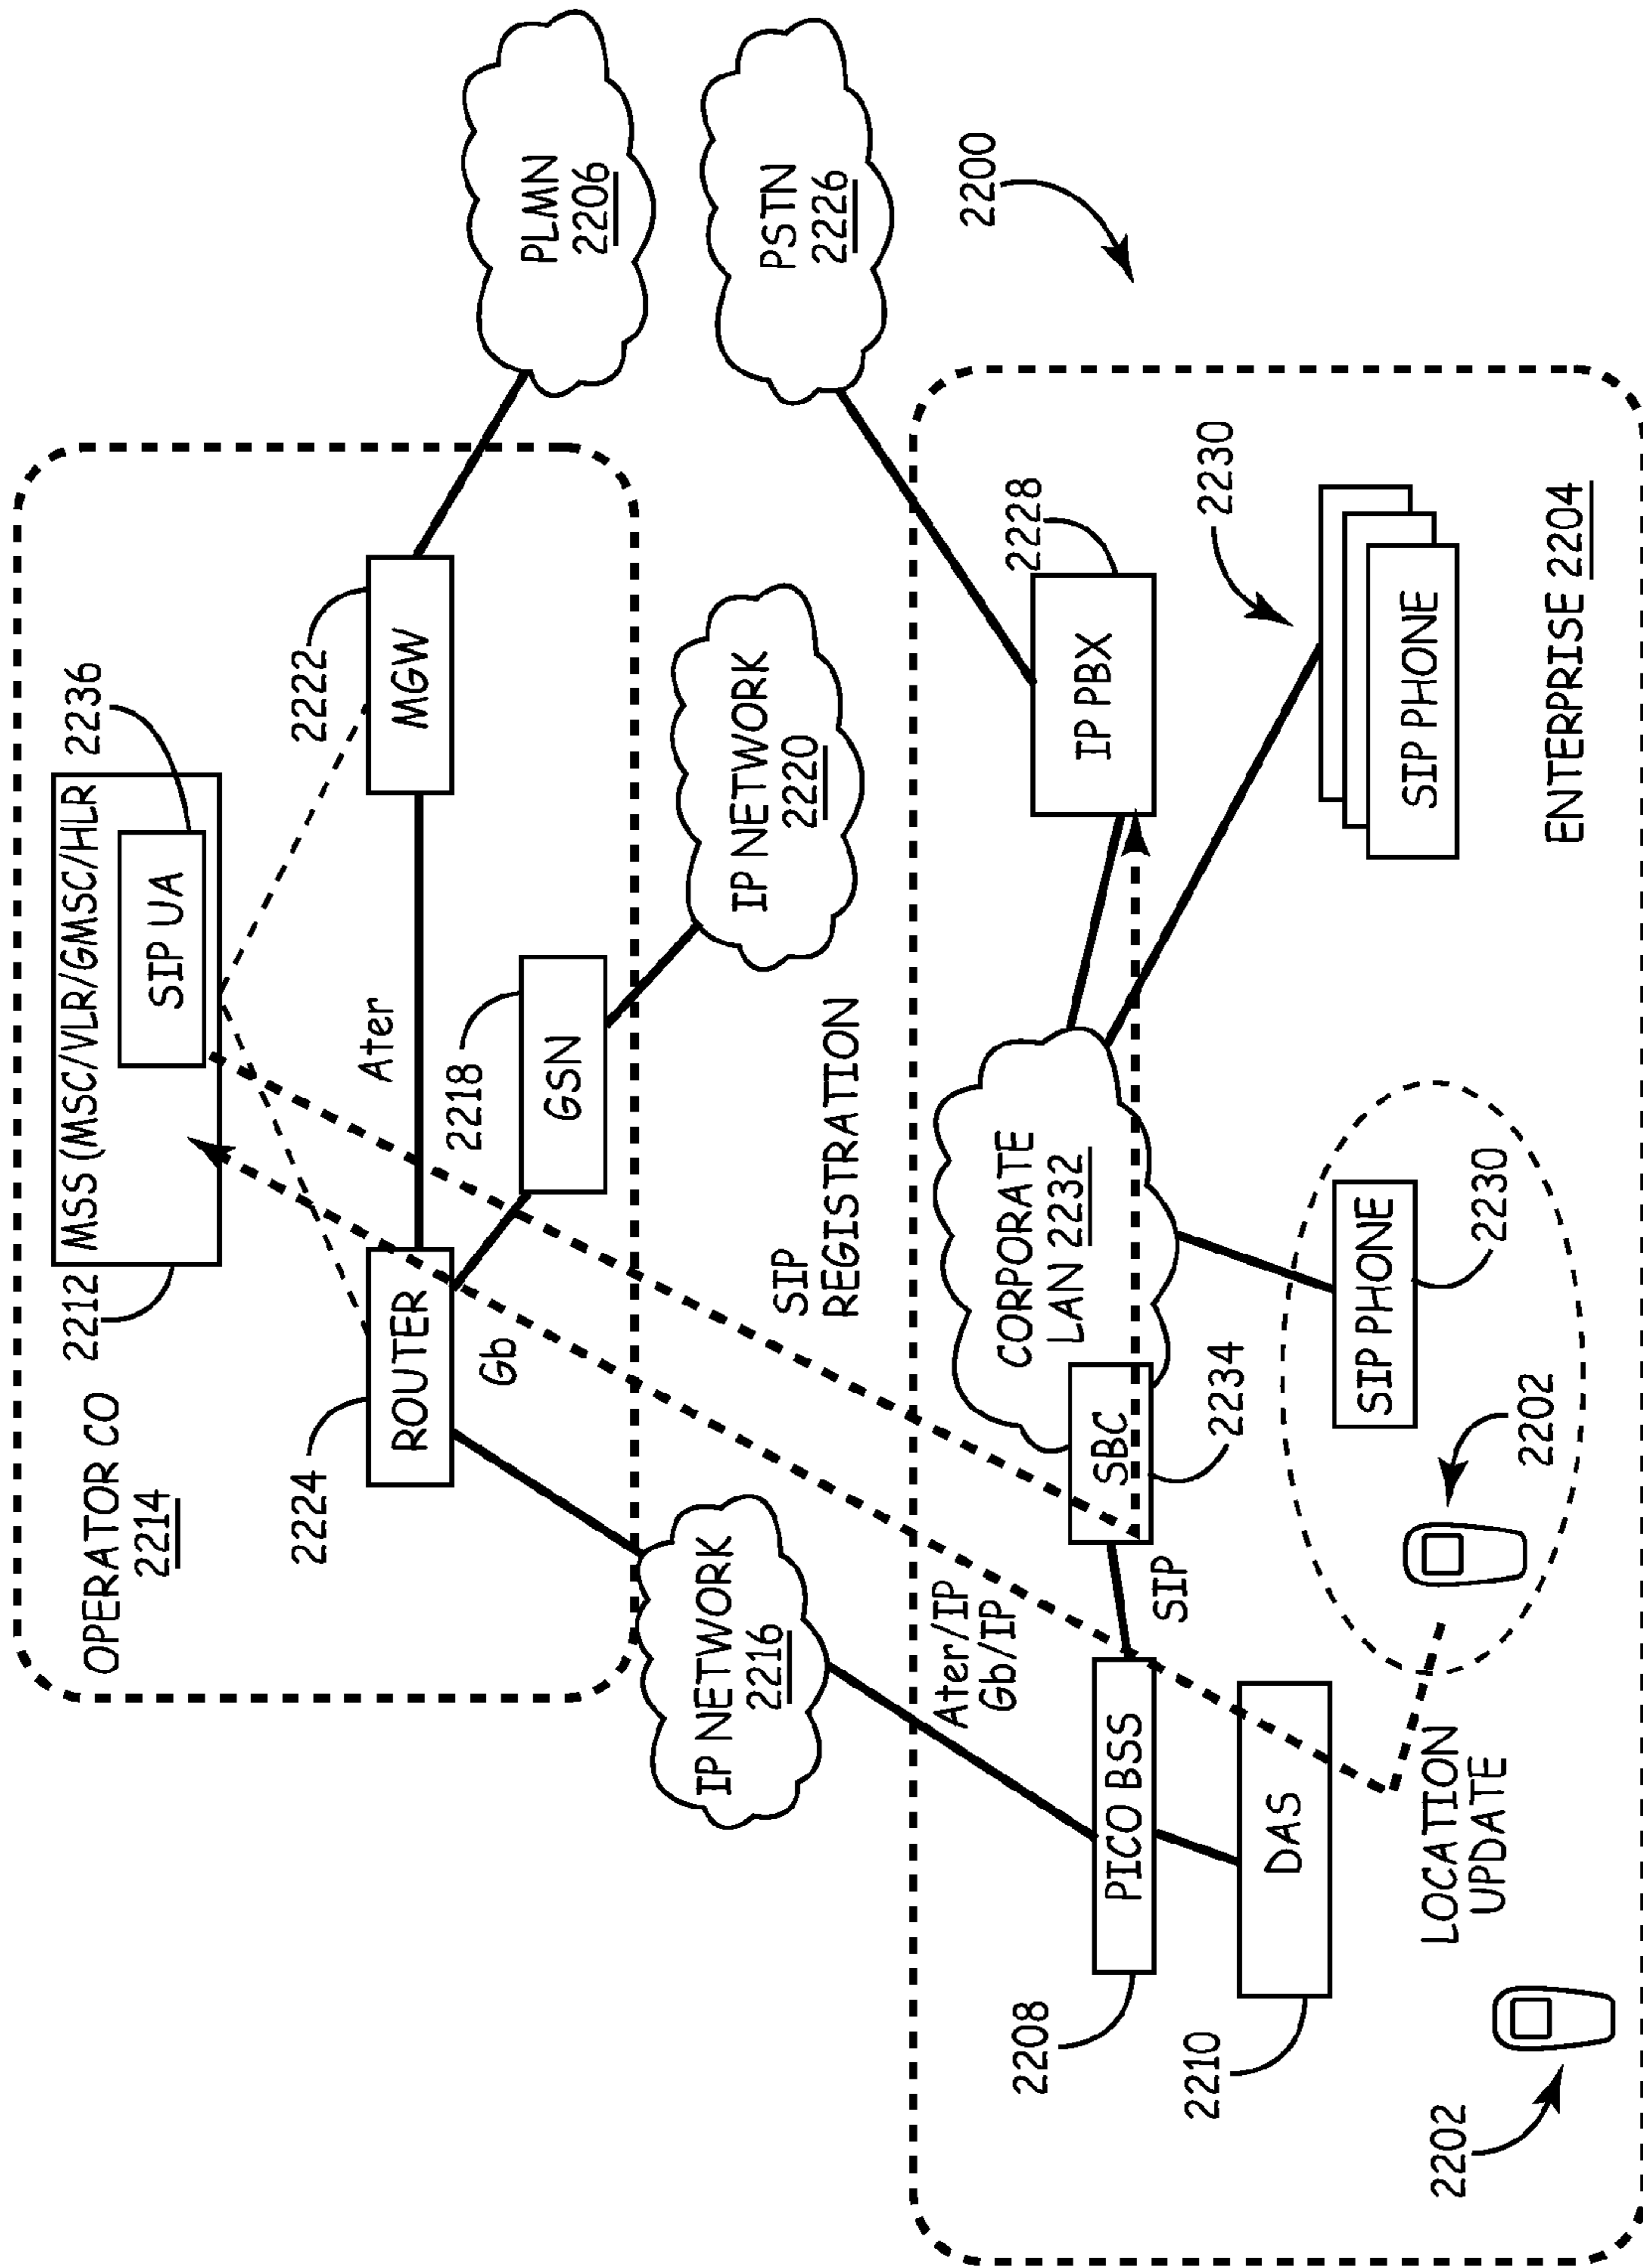 OPERATOR CO
2214
2212
MSS (MSC/VLR/GMSC/HLR
2236
SIP UA
2224
ROUTER
Ater
2222
MGW
Gb
2218
GSN
PLMN
2206
IP NETWORK
2216
IP NETWORK
2220
PSTN
2226
SIP
REGISTRATION
2200
Ater/IP
Gb/IP
2208
PICO BSS
SIP
SBC
2234
CORPORATE
LAN 2232
2228
IP PBX
2210
DAS
2230
SIP PHONE
SIP PHONE
2230
LOCATION
UPDATE
2202
2202
ENTERPRISE 2204